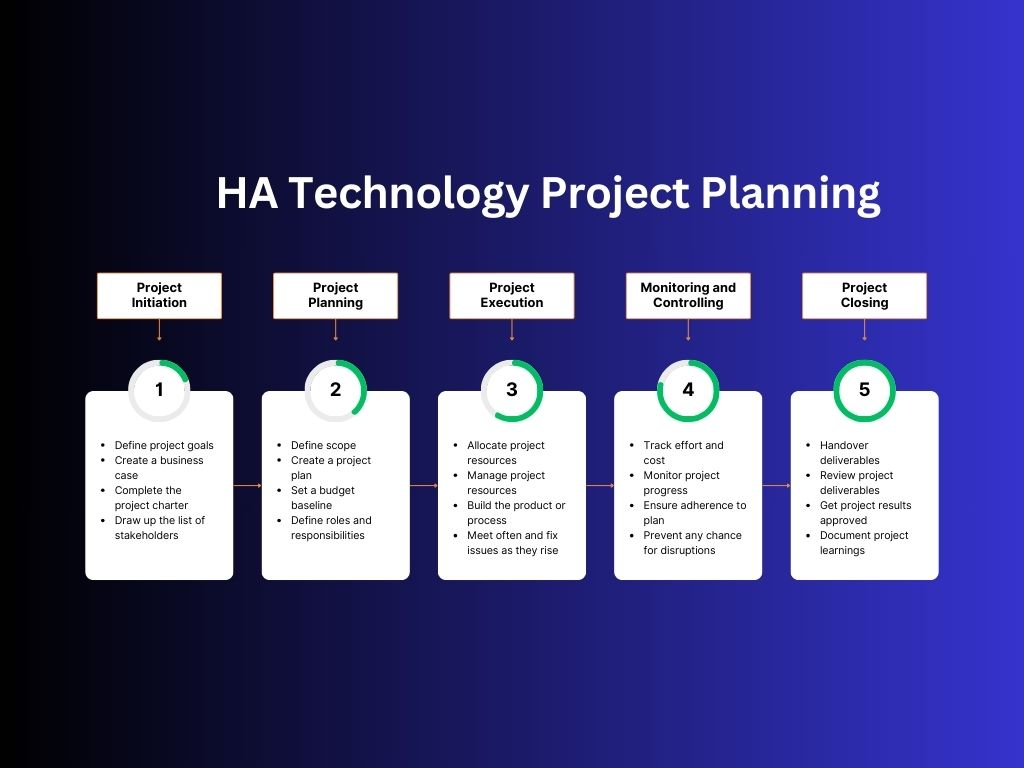 HA Technology Project Planning
Project
Initiation
Project
Planning
Project
Execution
Monitoring and
Controlling
Project
Closing
1
• Define project goals
• Create a business
case
• Complete the
project charter
• Draw up the list of
stakeholders
2
• Define scope
• Create a project
plan
• Set a budget
baseline
• Define roles and
responsibilities
3
• Allocate project
resources
• Manage project
resources
• Build the product or
process
• Meet often and fix
issues as they rise
4
• Track effort and
cost
• Monitor project
progress
• Ensure adherence to
plan
• Prevent any chance
for disruptions
5
• Handover
deliverables
• Review project
deliverables
• Get project results
approved
• Document project
learnings